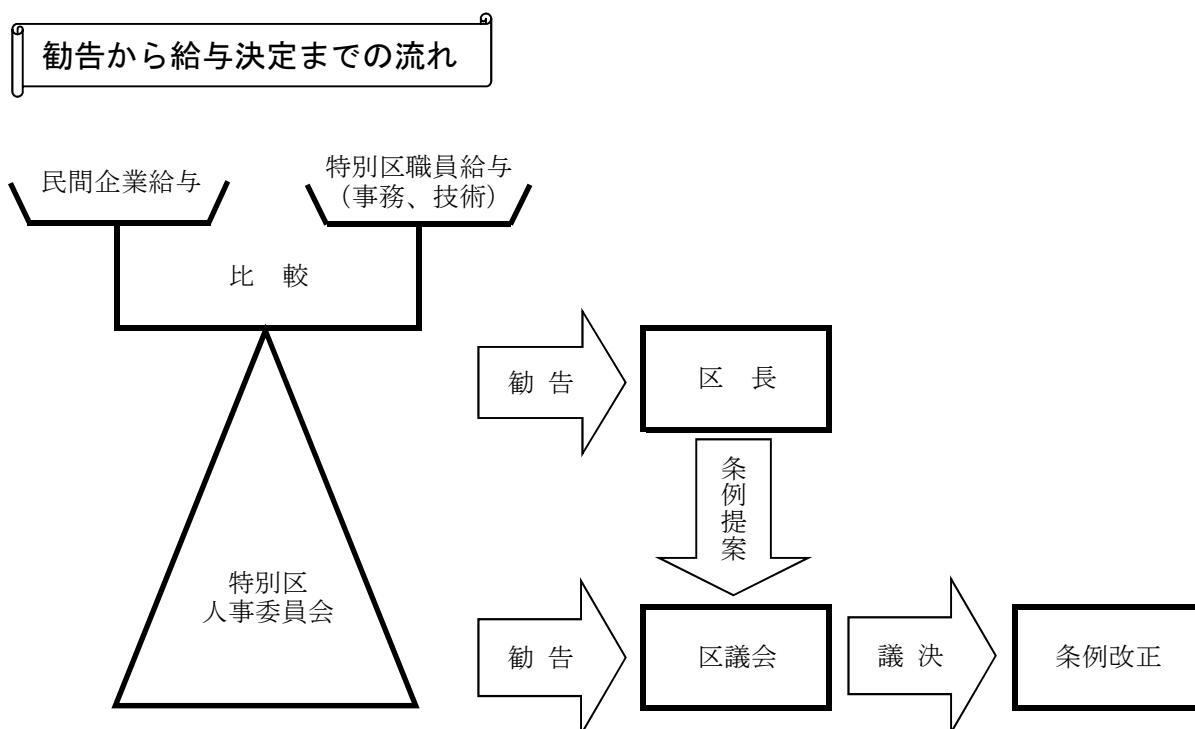 勧告から給与決定までの流れ
民間企業給与
特別区職員給与
（事務、技術）
比 較
勧 告
区 長
条例提案
特別区
人事委員会
勧 告
区議会
議 決
条例改正